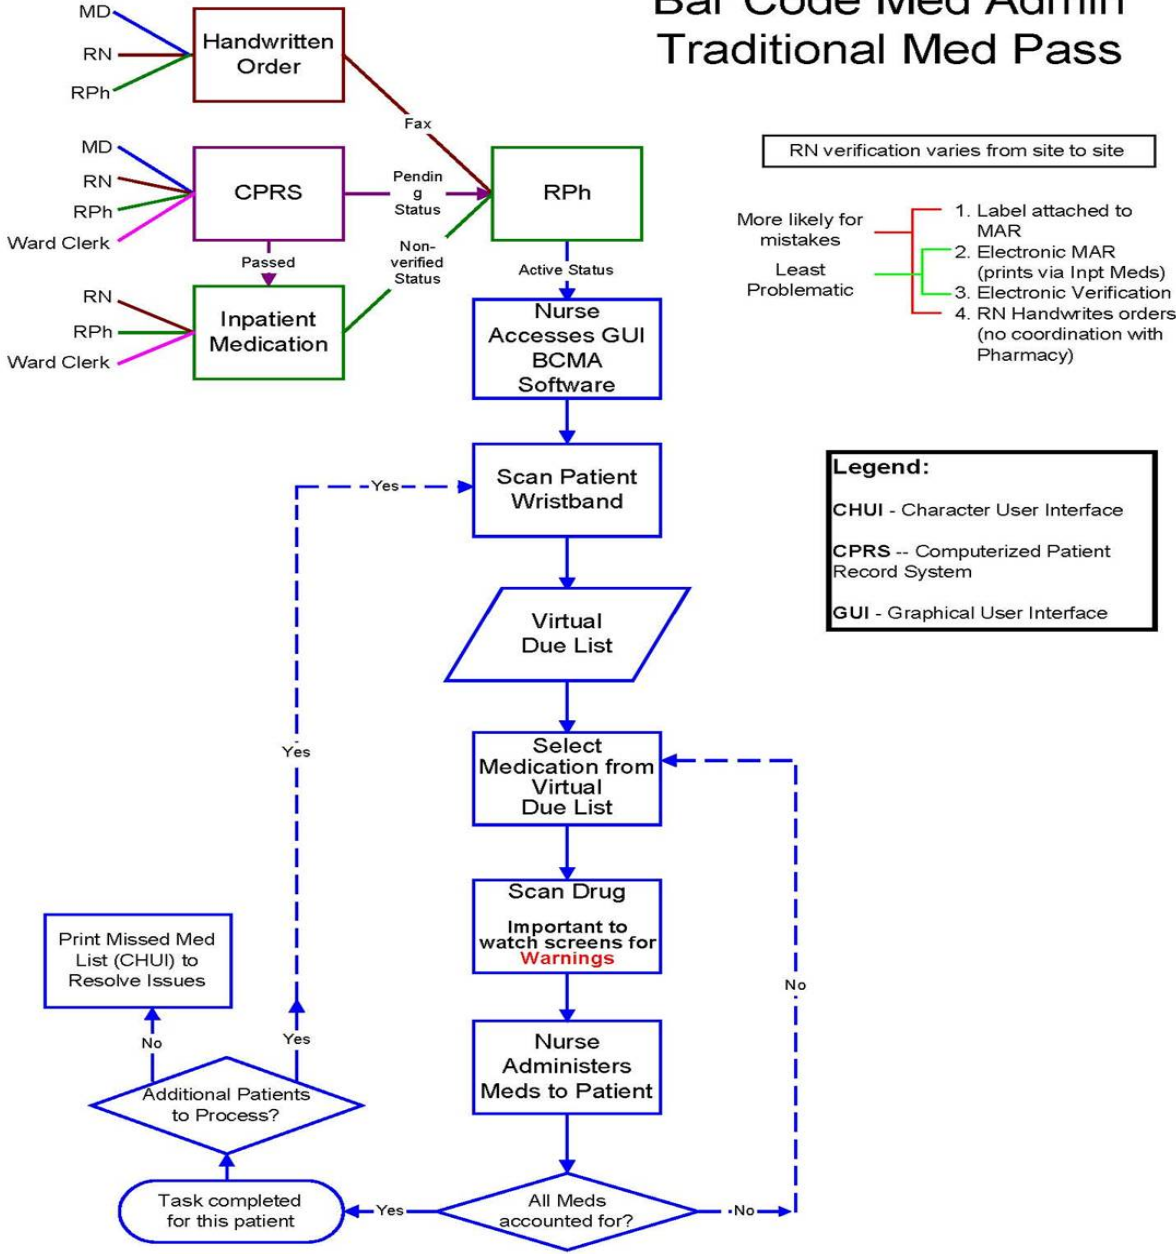 Bar Code Med Admin
Traditional Med Pass
MD
RN
RPh
Handwritten
Order
Fax
MD
RN
RPh
Ward Clerk
CPRS
Pendin
g
Status
RPh
Passed
Non-
verified
Status
Active Status
RN
RPh
Ward Clerk
Inpatient
Medication
RN verification varies from site to site
More likely for
mistakes
Least
Problematic
1. Label attached to
MAR
2. Electronic MAR
(prints via Inpt Meds)
3. Electronic Verification
4. RN Handwrites orders
(no coordination with
Pharmacy)
Nurse
Accesses GUI
BCMA
Software
Yes
Scan Patient
Wristband
Legend:
CHUI - Character User Interface
CPRS -- Computerized Patient
Record System
GUI - Graphical User Interface
Virtual
Due List
Yes
Select
Medication from
Virtual
Due List
Scan Drug
Important to
watch screens for
Warnings
No
Print Missed Med
List (CHUI) to
Resolve Issues
No
Yes
Nurse
Administers
Meds to Patient
Additional Patients
to Process?
Task completed
for this patient
Yes
All Meds
accounted for?
No